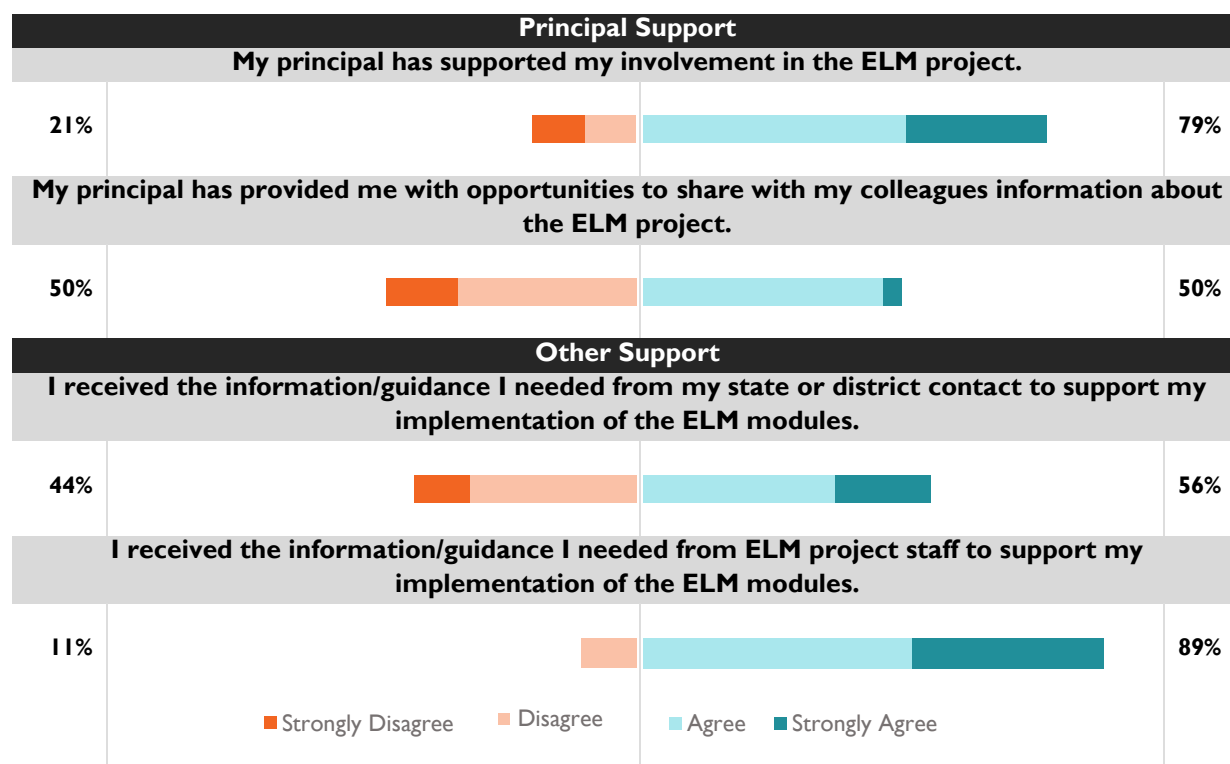 Principal Support
My principal has supported my involvement in the ELM project.
21%
79%
My principal has provided me with opportunities to share with my colleagues information about
the ELM project.
50%
50%
Other Support
I received the information/guidance I needed from my state or district contact to support my
implementation of the ELM modules.
44%
56%
I received the information/guidance I needed from ELM project staff to support my
implementation of the ELM modules.
11%
89%
Strongly Disagree
Disagree
Agree
Strongly Agree